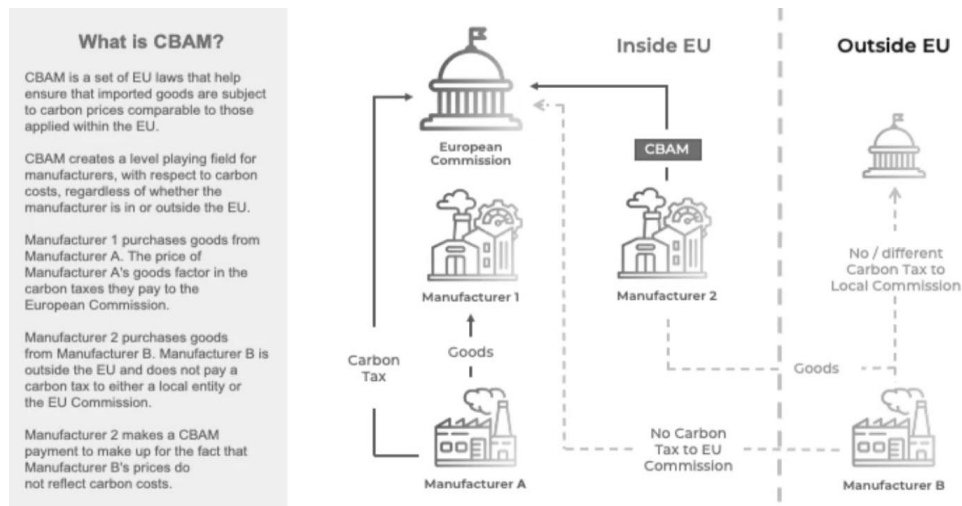 What is CBAM?
CBAM is a set of EU laws that help
ensure that imported goods are subject
to carbon prices comparable to those
applied within the EU.
CBAM creates a level playing field for
manufacturers, with respect to carbon
costs, regardless of whether the
manufacturer is in or outside the EU.
Manufacturer 1 purchases goods from
Manufacturer A. The price of
Manufacturer A's goods factor in the
carbon taxes they pay to the
European Commission.
Manufacturer 2 purchases goods
from Manufacturer B. Manufacturer B is
outside the EU and does not pay a
carbon tax to either a local entity or
the EU Commission.
Manufacturer 2 makes a CBAM
payment to make up for the fact that
Manufacturer B's prices do
not reflect carbon costs.
Inside EU
Outside EU
European
Commission
CBAM
Manufacturer 1
Manufacturer 2
No / different
Carbon Tax to
Local Commission
Carbon
Tax
Goods
Goods
No Carbon
Tax to EU
Commission
Manufacturer A
Manufacturer B